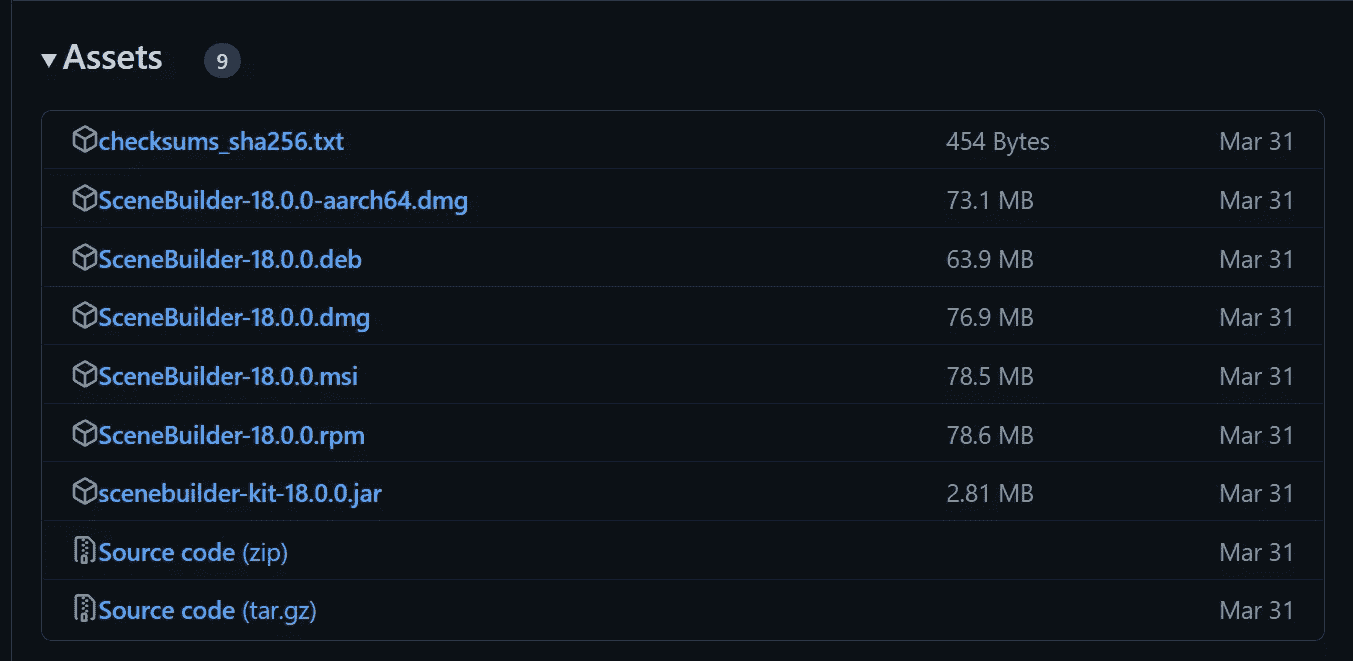 ▾ Assets 9
checksums_sha256.txt 454 Bytes Mar 31
SceneBuilder-18.0.0-aarch64.dmg 73.1 MB Mar 31
SceneBuilder-18.0.0.deb 63.9 MB Mar 31
SceneBuilder-18.0.0.dmg 76.9 MB Mar 31
SceneBuilder-18.0.0.msi 78.5 MB Mar 31
SceneBuilder-18.0.0.rpm 78.6 MB Mar 31
scenebuilder-kit-18.0.0.jar 2.81 MB Mar 31
Source code (zip) Mar 31
Source code (tar.gz) Mar 31